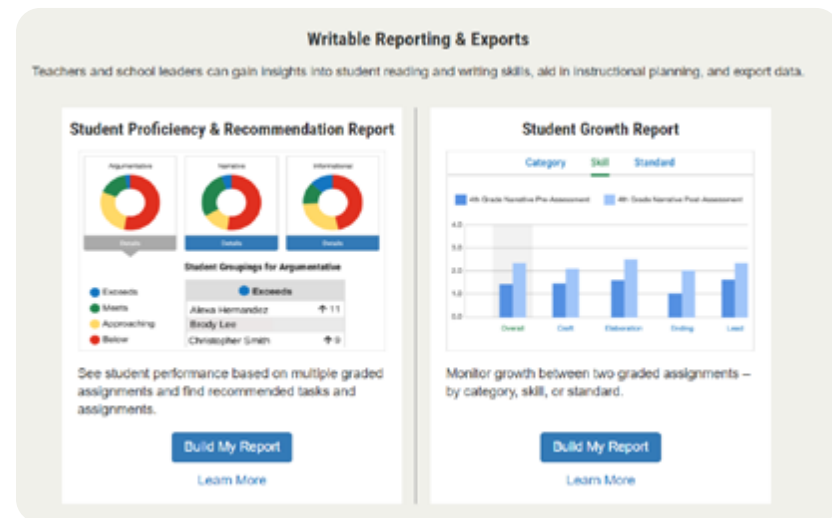 Writable Reporting & Exports
Teachers and school leaders can gain insights into student reading and writing skills, aid in instructional planning, and export data.
Student Proficiency & Recommendation Report
Argumentative
Narrative
Informational
Details
Details
Details
Student Groupings for Argumentative
Exceeds
Meets
Approaching
Below
Exceeds
Alexa Hernandez ↑ 11
Brody Lee
Christopher Smith ↑ 9
See student performance based on multiple graded
assignments and find recommended tasks and
assignments.
Build My Report
Learn More
Student Growth Report
Category Skill Standard
4th Grade Narrative Pre-Assessment 4th Grade Narrative Post-Assessment
4.0
3.0
2.0
1.0
0.0
Overall Craft Elaboration Ending Lead
Monitor growth between two graded assignments –
by category, skill, or standard.
Build My Report
Learn More